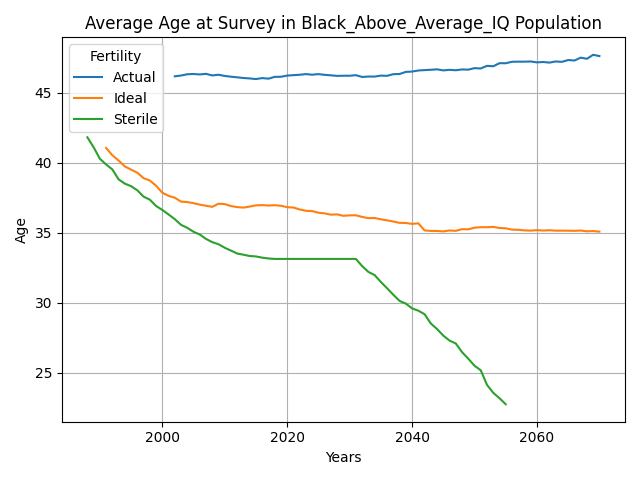 Average Age at Survey in Black_Above_Average_IQ Population
Fertility
Actual
Ideal
Sterile
Age
45
40
35
30
25
2000
2020
2040
2060
Years